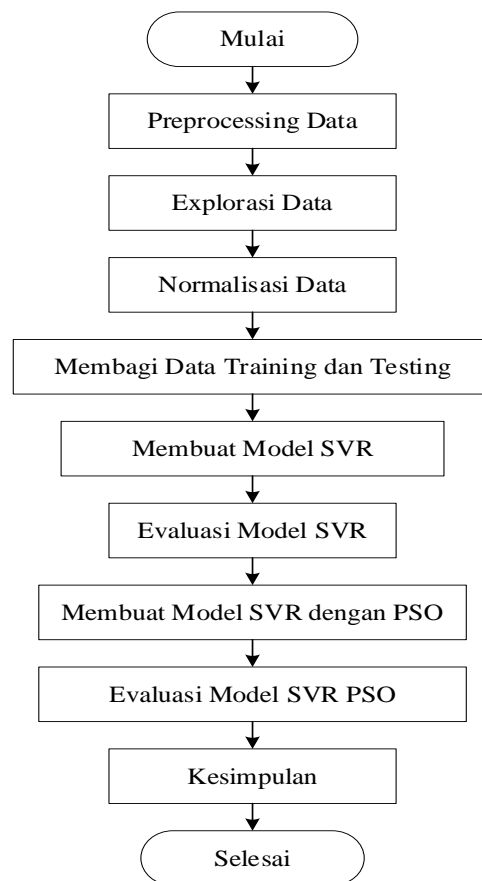 Mulai
Preprocessing Data
Explorasi Data
Normalisasi Data
Membagi Data Training dan Testing
Membuat Model SVR
Evaluasi Model SVR
Membuat Model SVR dengan PSO
Evaluasi Model SVR PSO
Kesimpulan
Selesai